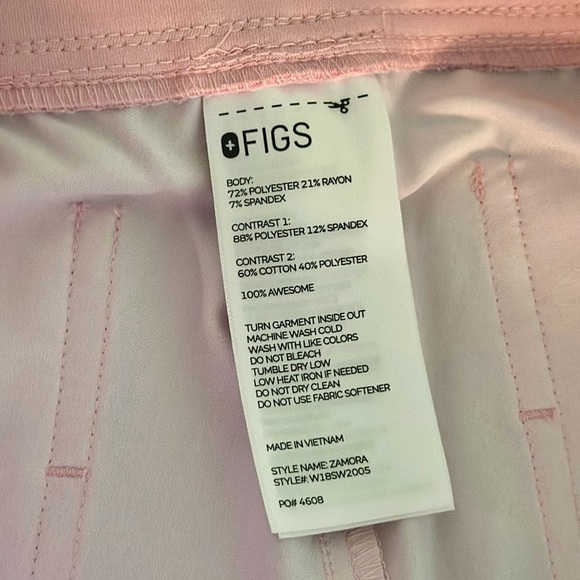 FIGS
BODY:
72% POLYESTER 21% RAYON
7% SPANDEX
CONTRAST 1:
88% POLYESTER 12% SPANDEX
CONTRAST 2:
60% COTTON 40% POLYESTER
100% AWESOME
TURN GARMENT INSIDE OUT
MACHINE WASH COLD
WASH WITH LIKE COLORS
DO NOT BLEACH
TUMBLE DRY LOW
LOW HEAT IRON IF NEEDED
DO NOT DRY CLEAN
DO NOT USE FABRIC SOFTENER
MADE IN VIETNAM
STYLE NAME: ZAMORA
STYLE#: W18SW2005
PO# 4608